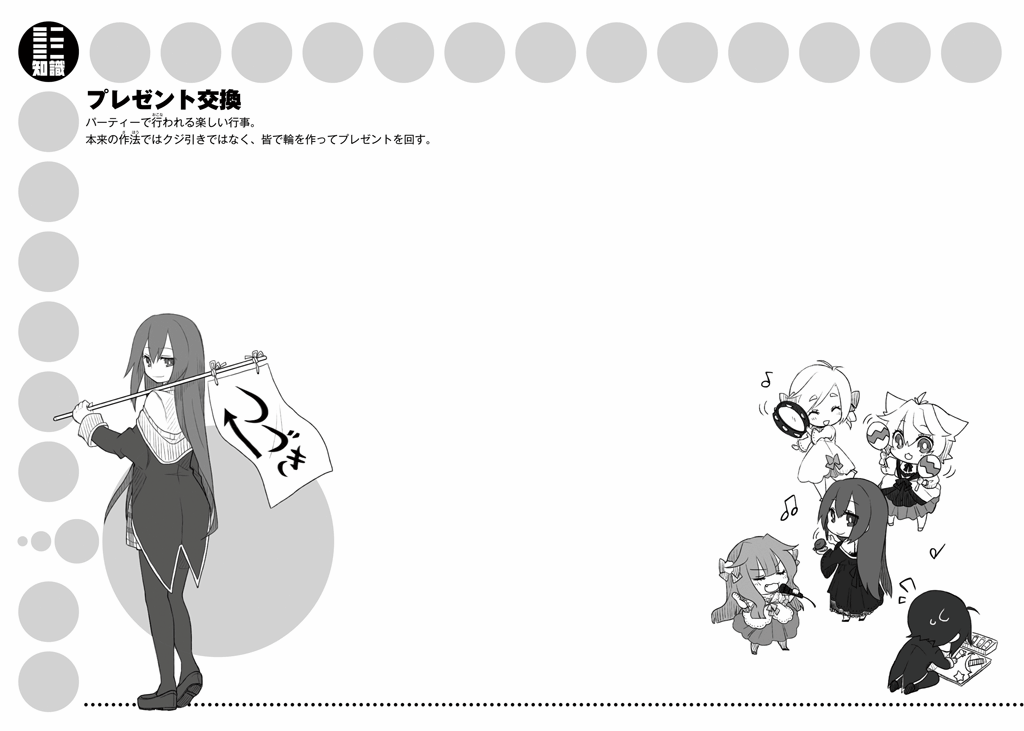 ミニ知識
プレゼント交換
パーティーで行われる楽しい行事。
本来の作法ではクジ引きではなく、皆で輪を作ってプレゼントを回す。
つづき